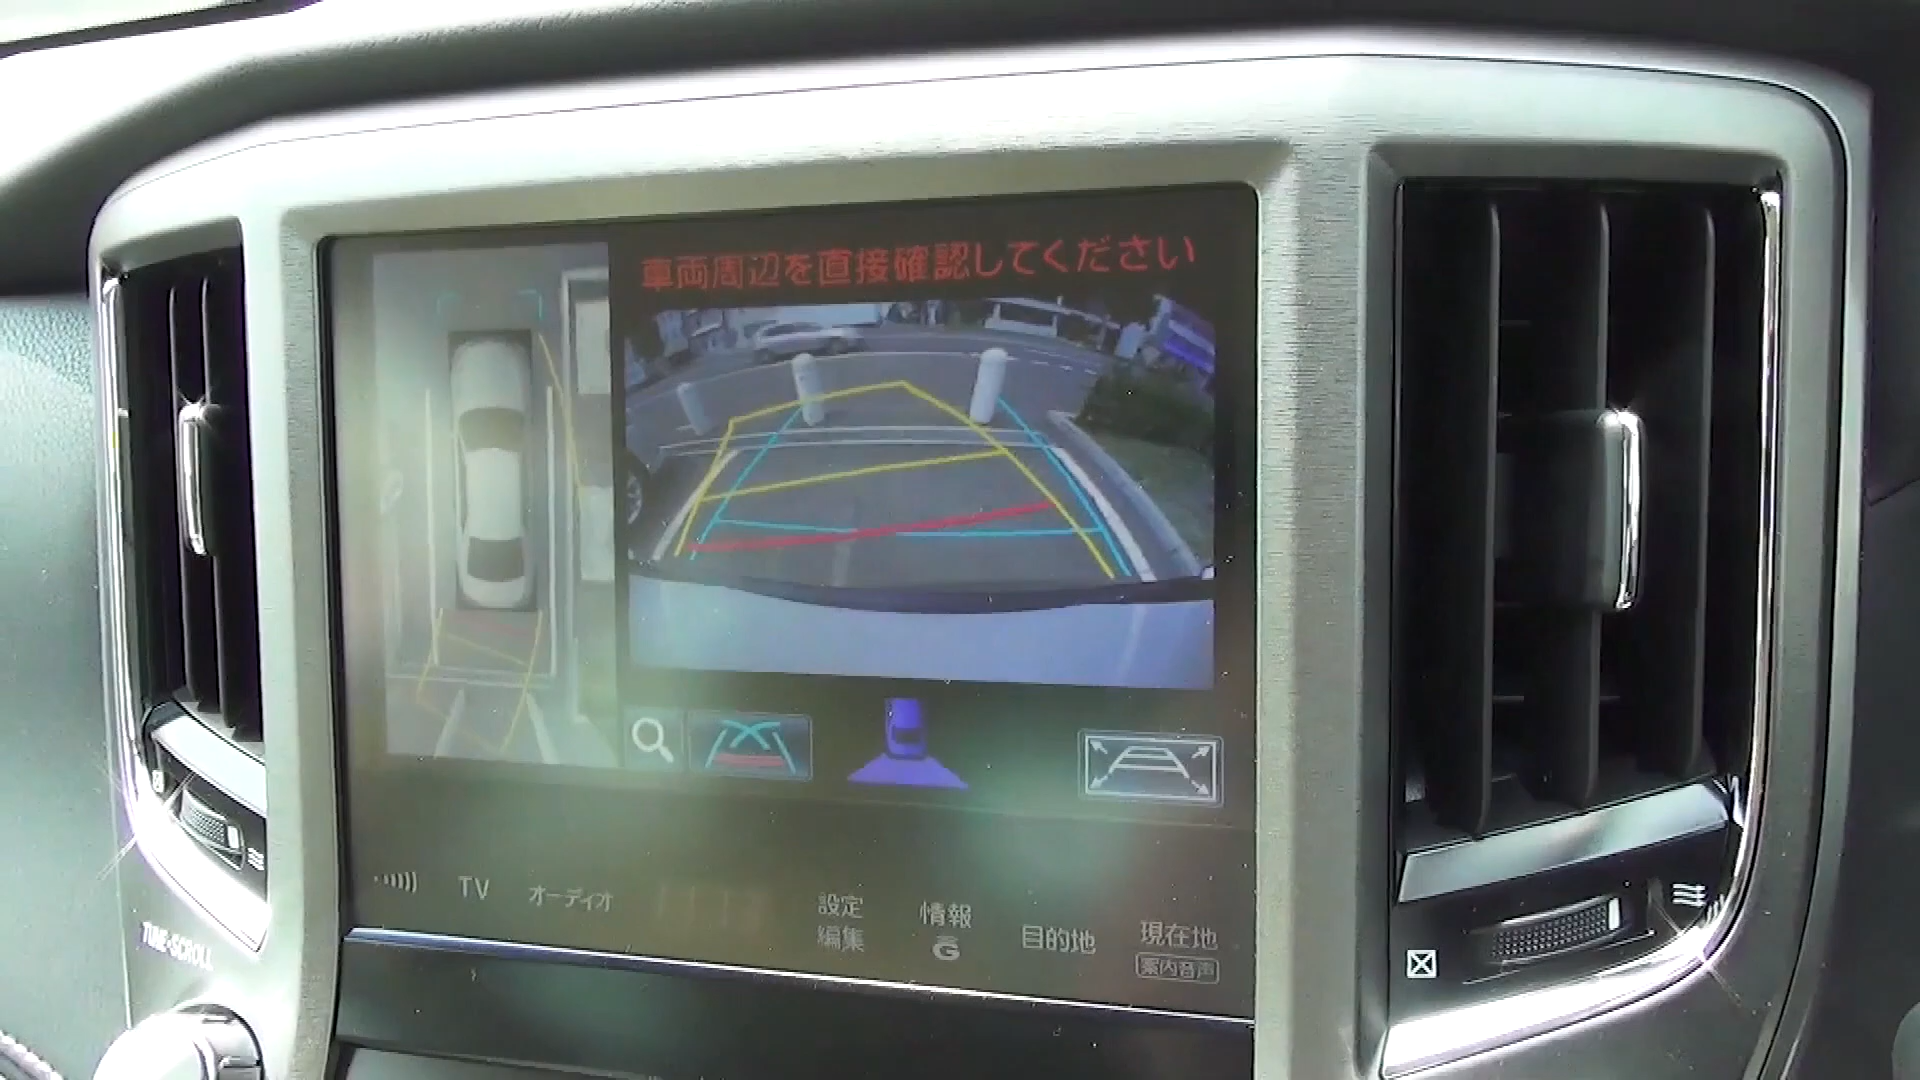 車両周辺を直接確認してください
TV
オーディオ
設定
編集
情報
G
目的地
現在地
案内音声
TUNE・SCROLL